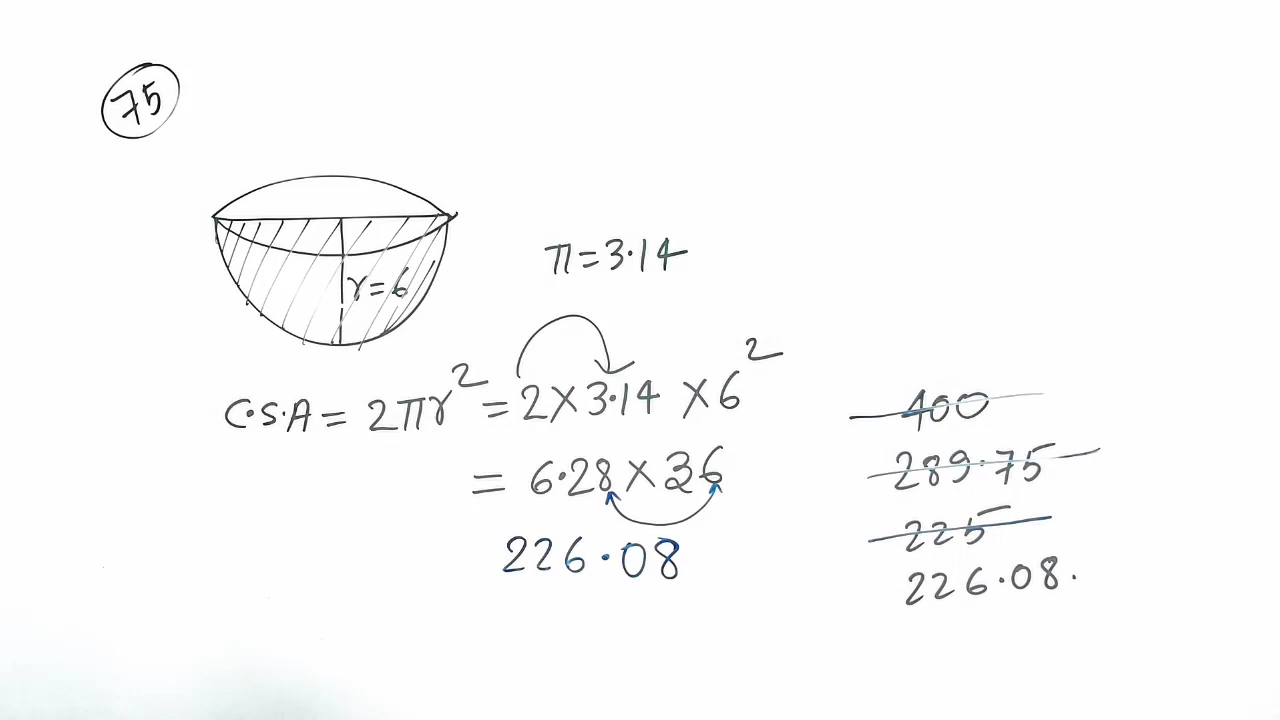 75
r=6
π=3.14
C.S.A = 2πr² = 2×3.14 ×6²
= 6.28×36
226.08
400
289.75
225
226.08.